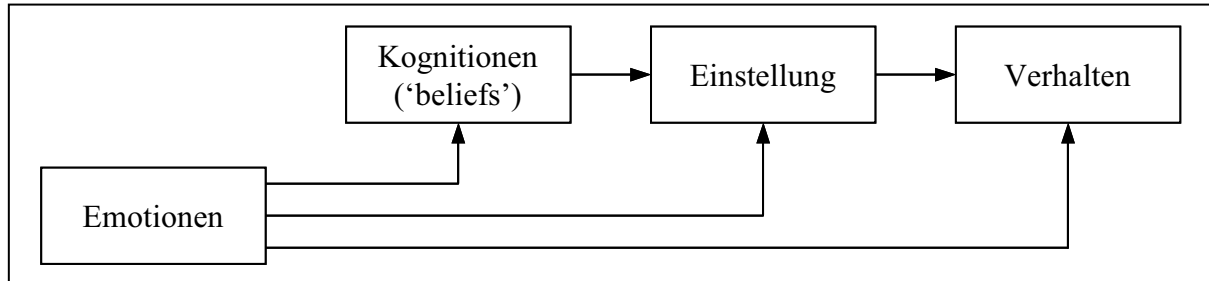 Kognitionen
(‘beliefs’)
Einstellung
Verhalten
Emotionen